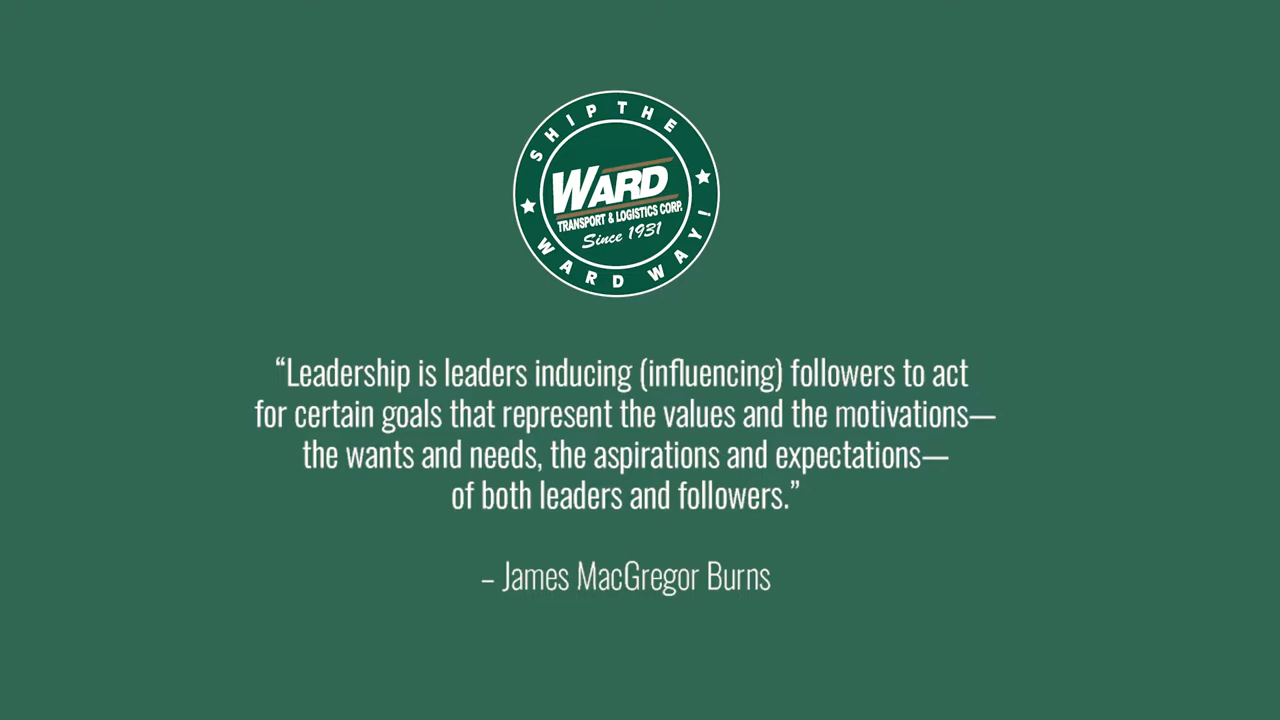 SHIP THE
WARD
TRANSPORT & LOGISTICS CORP.
Since 1931
WARD WAY!
“Leadership is leaders inducing (influencing) followers to act
for certain goals that represent the values and the motivations—
the wants and needs, the aspirations and expectations—
of both leaders and followers.”
– James MacGregor Burns